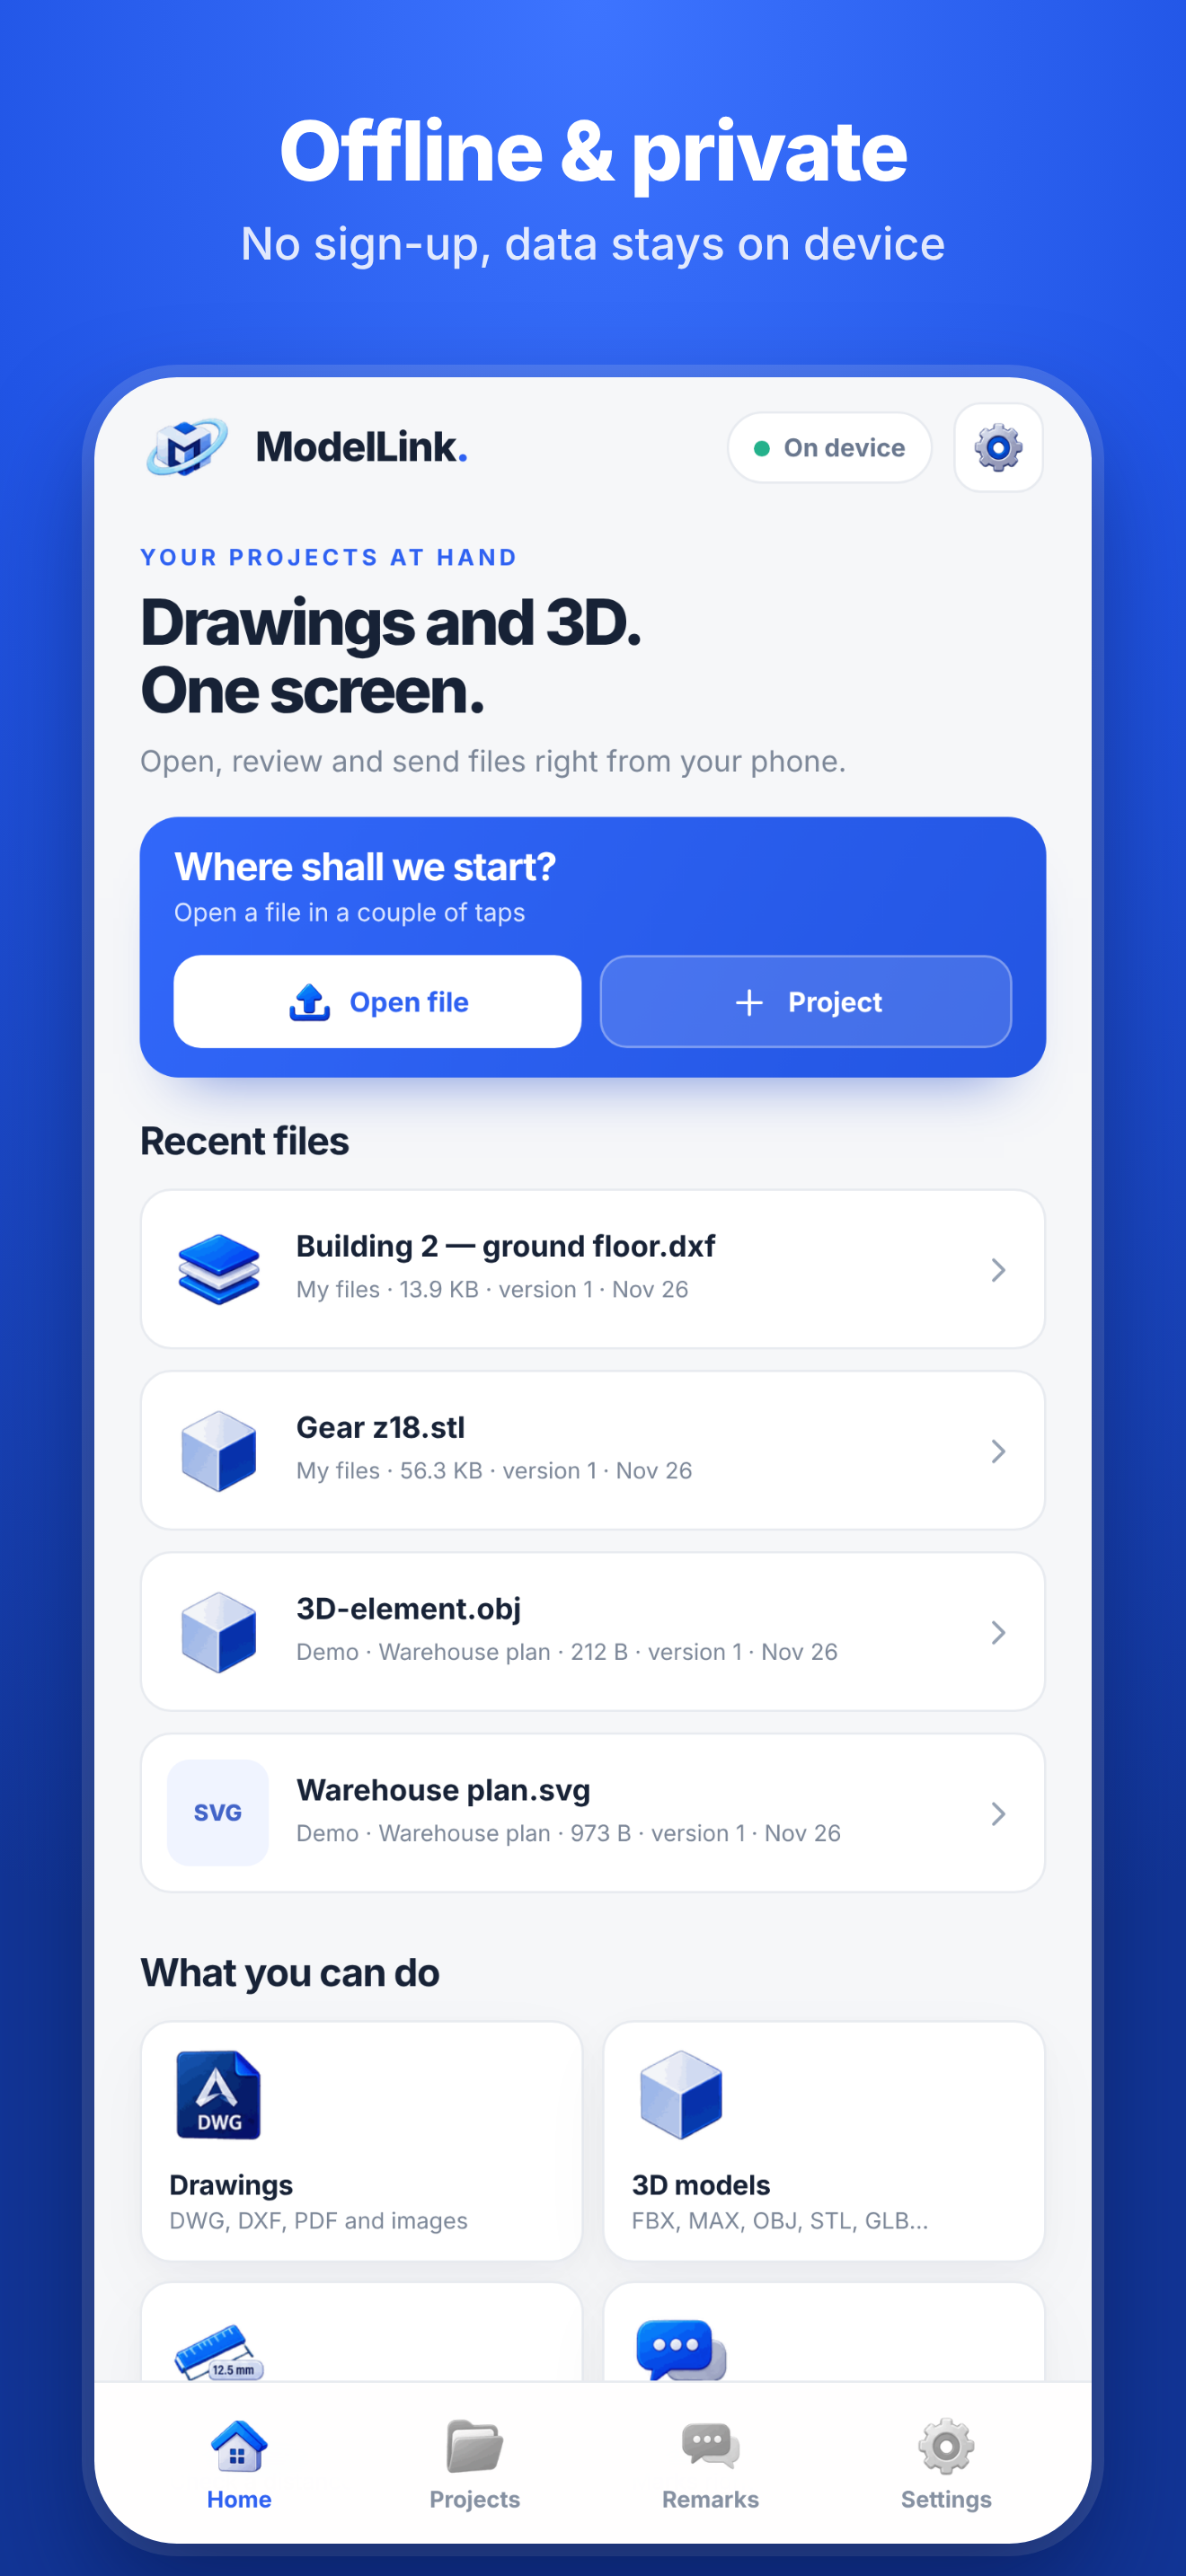 Offline & private
No sign-up, data stays on device
ModelLink.
On device
YOUR PROJECTS AT HAND
Drawings and 3D.
One screen.
Open, review and send files right from your phone.
Where shall we start?
Open a file in a couple of taps
Open file
Project
Recent files
Building 2 — ground floor.dxf
My files · 13.9 KB · version 1 · Nov 26
Gear z18.stl
My files · 56.3 KB · version 1 · Nov 26
3D-element.obj
Demo · Warehouse plan · 212 B · version 1 · Nov 26
SVG
Warehouse plan.svg
Demo · Warehouse plan · 973 B · version 1 · Nov 26
What you can do
DWG
Drawings
DWG, DXF, PDF and images
3D models
FBX, MAX, OBJ, STL, GLB...
12.5 mm
Home
Projects
Remarks
Settings